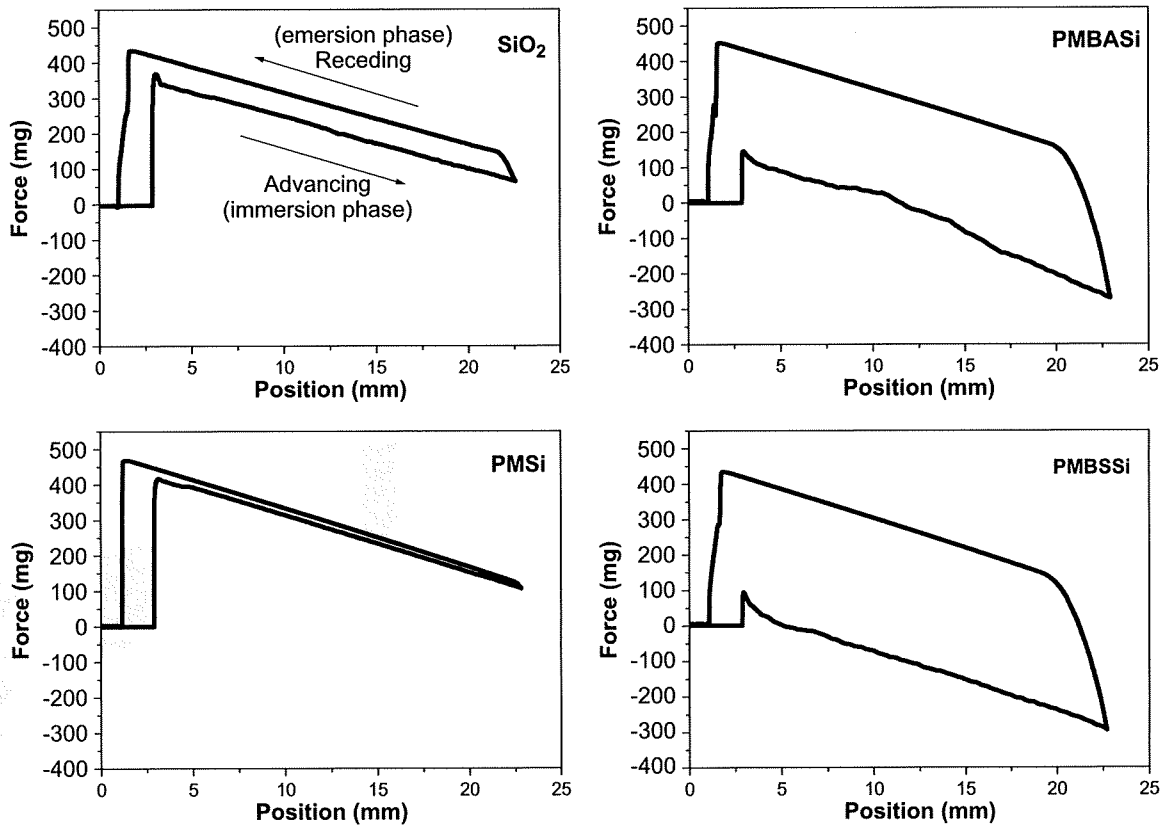 500
400
300
200
100
0
-100
-200
-300
-400
Force (mg)
(emersion phase)
Receding
SiO2
Advancing
(immersion phase)
0 5 10 15 20 25
Position (mm)
500
400
300
200
100
0
-100
-200
-300
-400
Force (mg)
PMBASi
0 5 10 15 20 25
Position (mm)
500
400
300
200
100
0
-100
-200
-300
-400
Force (mg)
PMSi
0 5 10 15 20 25
Position (mm)
500
400
300
200
100
0
-100
-200
-300
-400
Force (mg)
PMBSSi
0 5 10 15 20 25
Position (mm)